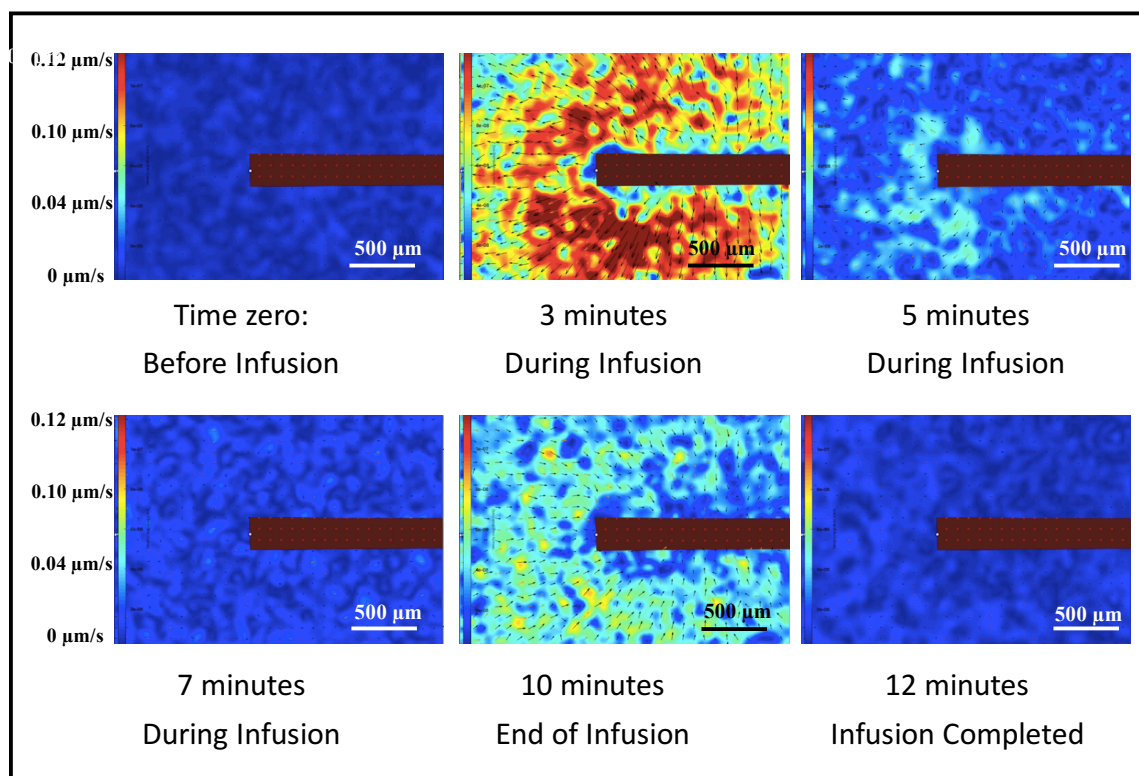 0.12 µm/s
0.10 µm/s
0.04 µm/s
0 µm/s
500 µm
500 µm
500 µm
Time zero:
Before Infusion
3 minutes
During Infusion
5 minutes
During Infusion
0.12 µm/s
0.10 µm/s
0.04 µm/s
0 µm/s
500 µm
500 µm
500 µm
7 minutes
During Infusion
10 minutes
End of Infusion
12 minutes
Infusion Completed